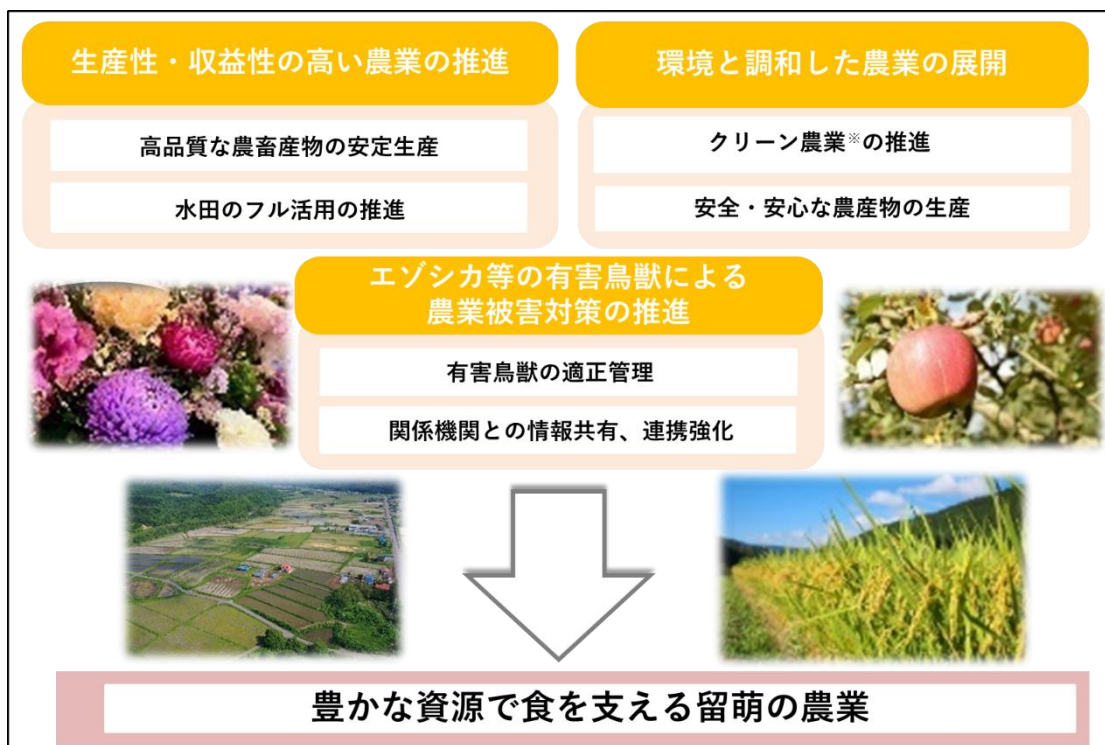 生産性・収益性の高い農業の推進
高品質な農畜産物の安定生産
水田のフル活用の推進
環境と調和した農業の展開
クリーン農業※の推進
安全・安心な農産物の生産
エゾシカ等の有害鳥獣による
農業被害対策の推進
有害鳥獣の適正管理
関係機関との情報共有、連携強化
豊かな資源で食を支える留萌の農業